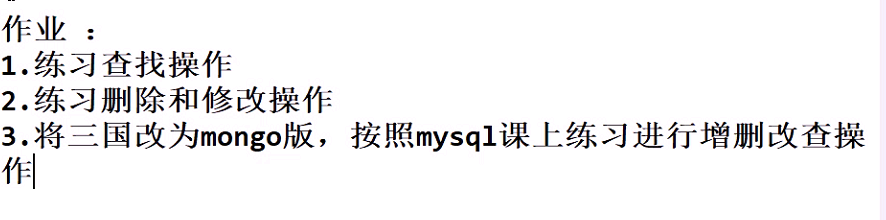 作业 ：
1.练习查找操作
2.练习删除和修改操作
3.将三国改为mongo版，按照mysql课上练习进行增删改查操
作